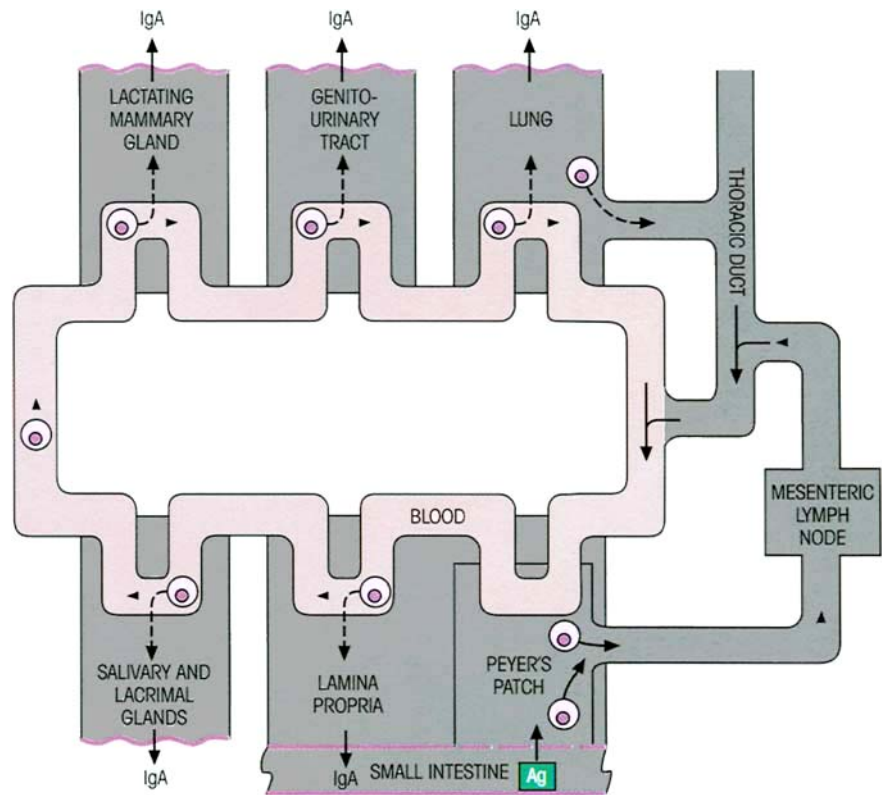 IgA
IgA
IgA
LACTATING
MAMMARY
GLAND
GENITO-
URINARY
TRACT
LUNG
THORACIC DUCT
MESENTERIC
LYMPH
NODE
BLOOD
SALIVARY AND
LACRIMAL
GLANDS
LAMINA
PROPRIA
PEYER'S
PATCH
IgA
IgA
SMALL INTESTINE
Ag